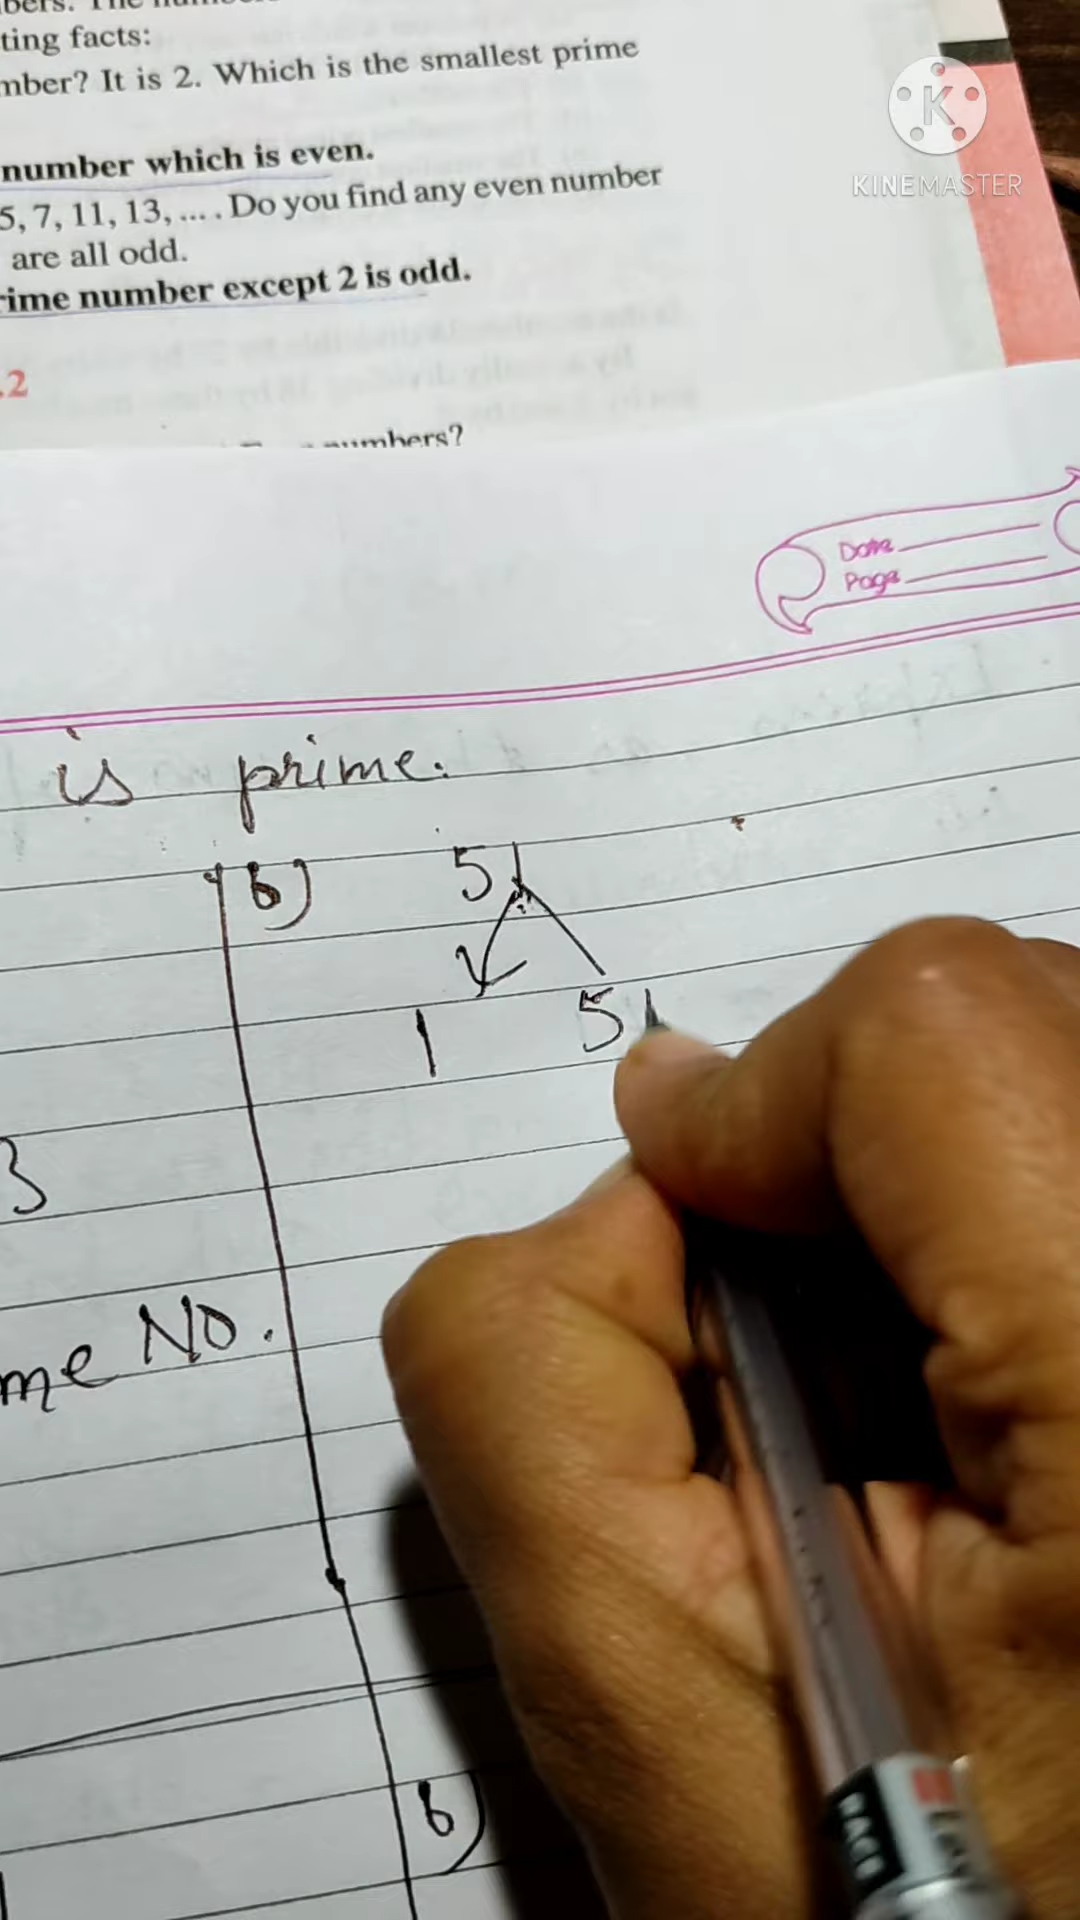 ting facts:
mber? It is 2. Which is the smallest prime
KINEMASTER
number which is even.
5, 7, 11, 13, .... Do you find any even number
are all odd.
rime number except 2 is odd.
.2
numbers?
Date
Page
is prime.
b) 51
1 51
3
me NO.
b)